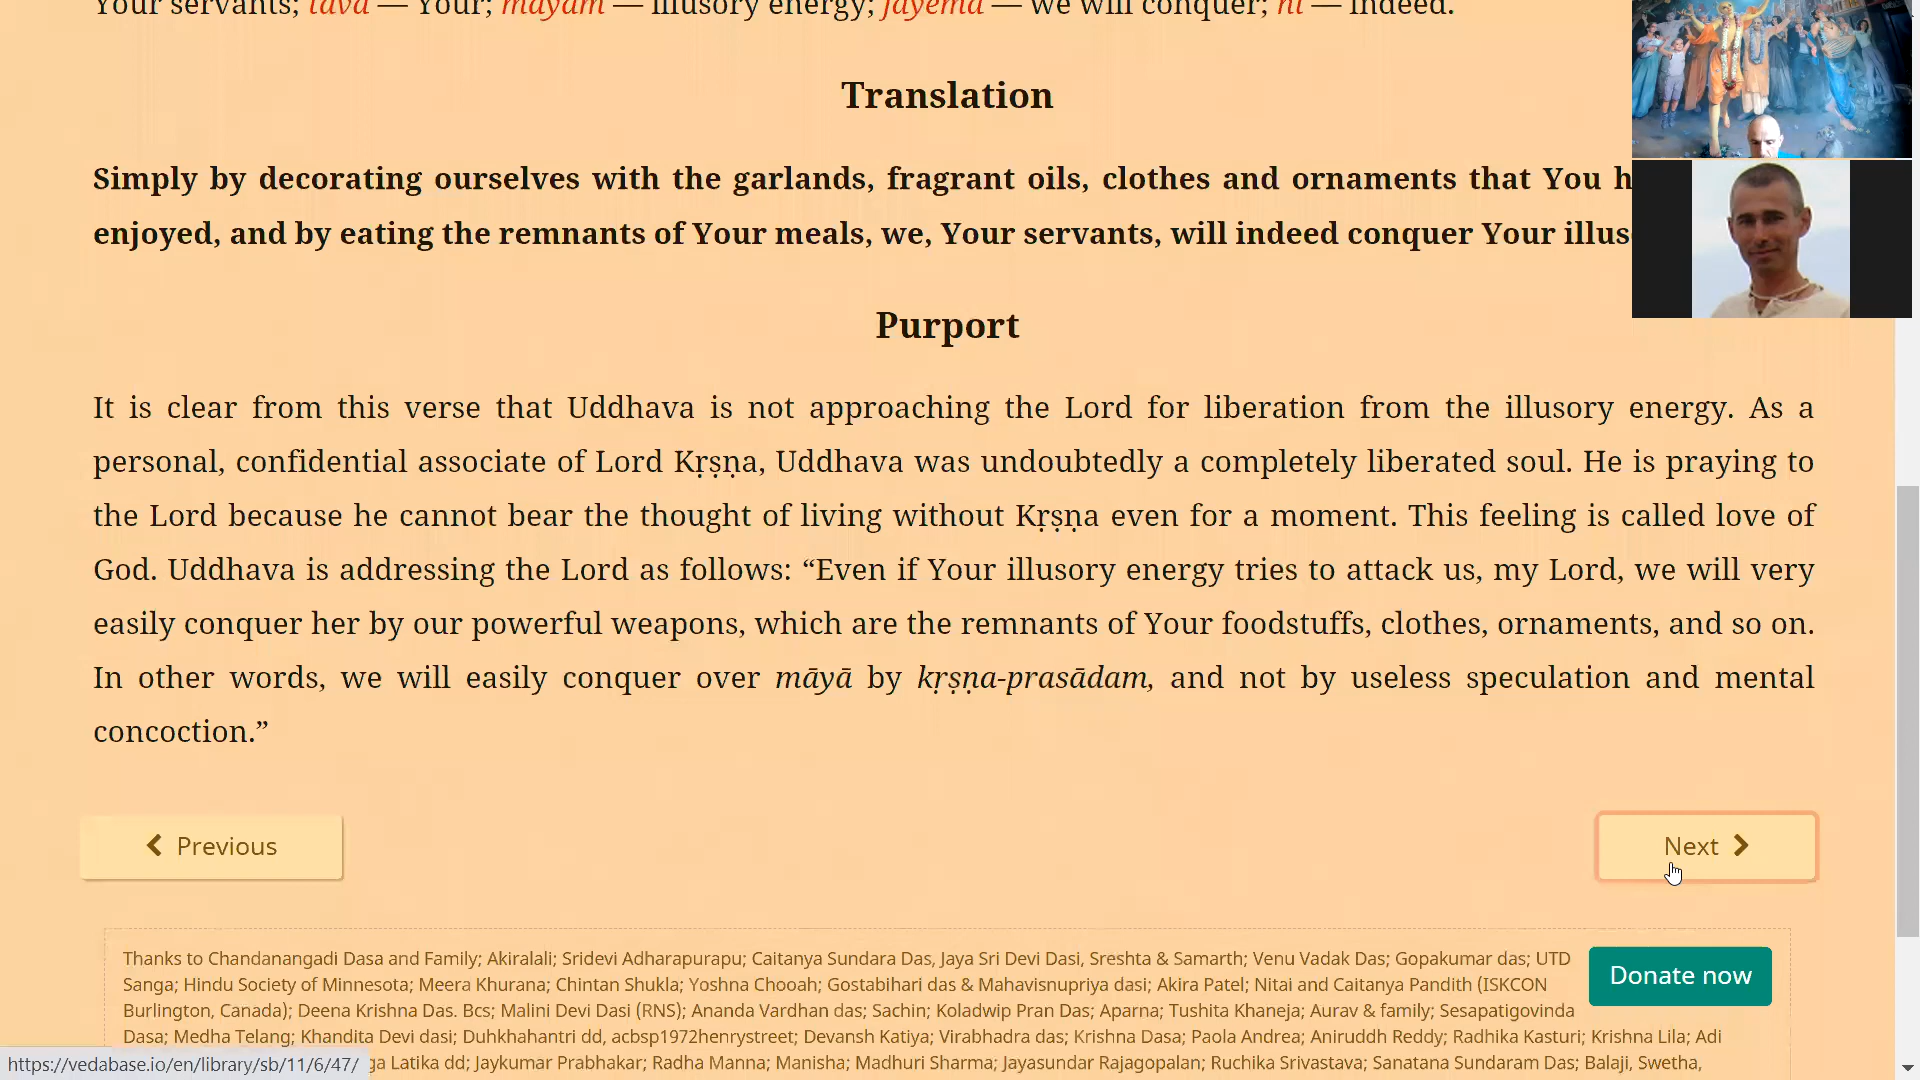 Your servants; tava — Your; māyām — illusory energy; jayema — we will conquer; hi — indeed.
Translation
Simply by decorating ourselves with the garlands, fragrant oils, clothes and ornaments that You h
enjoyed, and by eating the remnants of Your meals, we, Your servants, will indeed conquer Your illus
Purport
It is clear from this verse that Uddhava is not approaching the Lord for liberation from the illusory energy. As a
personal, confidential associate of Lord Kṛṣṇa, Uddhava was undoubtedly a completely liberated soul. He is praying to
the Lord because he cannot bear the thought of living without Kṛṣṇa even for a moment. This feeling is called love of
God. Uddhava is addressing the Lord as follows: “Even if Your illusory energy tries to attack us, my Lord, we will very
easily conquer her by our powerful weapons, which are the remnants of Your foodstuffs, clothes, ornaments, and so on.
In other words, we will easily conquer over māyā by kṛṣṇa-prasādam, and not by useless speculation and mental
concoction.”
Previous
Next
Thanks to Chandanangadi Dasa and Family; Akiralali; Sridevi Adharapurapu; Caitanya Sundara Das, Jaya Sri Devi Dasi, Sreshta & Samarth; Venu Vadak Das; Gopakumar das; UTD
Sanga; Hindu Society of Minnesota; Meera Khurana; Chintan Shukla; Yoshna Chooah; Gostabihari das & Mahavisnupriya dasi; Akira Patel; Nitai and Caitanya Pandith (ISKCON
Burlington, Canada); Deena Krishna Das. Bcs; Malini Devi Dasi (RNS); Ananda Vardhan das; Sachin; Koladwip Pran Das; Aparna; Tushita Khaneja; Aurav & family; Sesapatigovinda
Dasa; Medha Telang; Khandita Devi dasi; Duhkhahantri dd, acbsp1972henrystreet; Devansh Katiya; Virabhadra das; Krishna Dasa; Paola Andrea; Aniruddh Reddy; Radhika Kasturi; Krishna Lila; Adi
ga Latika dd; Jaykumar Prabhakar; Radha Manna; Manisha; Madhuri Sharma; Jayasundar Rajagopalan; Ruchika Srivastava; Sanatana Sundaram Das; Balaji, Swetha,
Donate now
https://vedabase.io/en/library/sb/11/6/47/